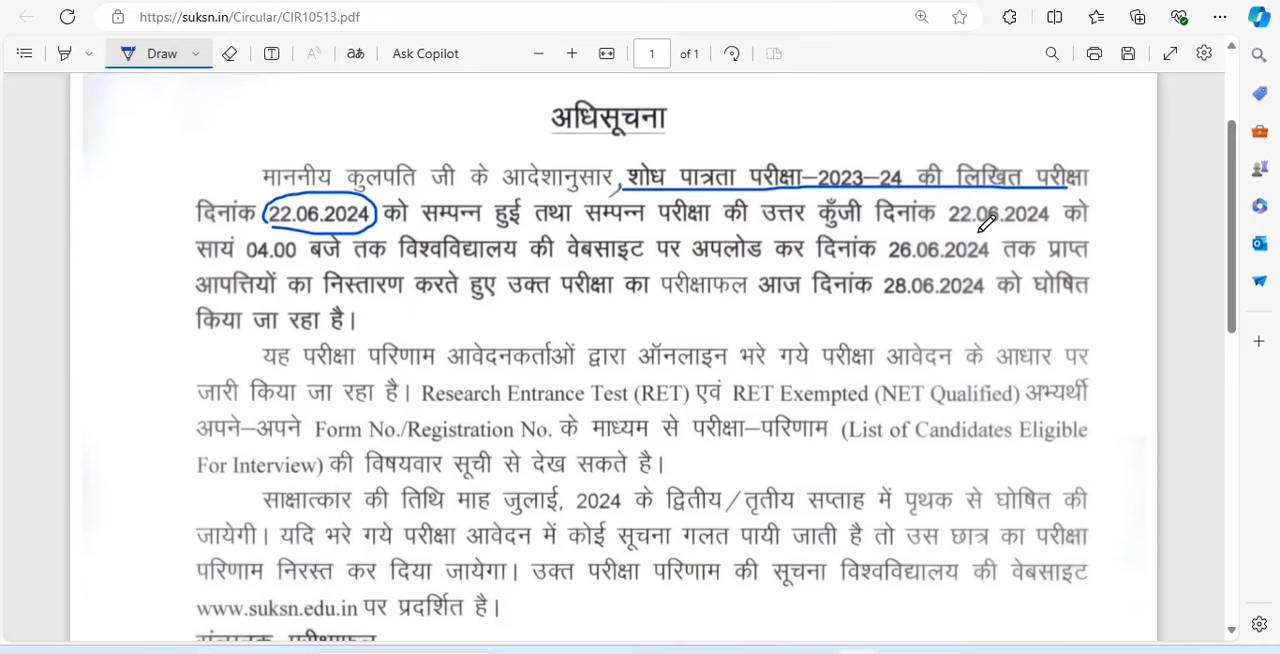 https://suksn.in/Circular/CIR10513.pdf
Draw
aあ
Ask Copilot
1
of 1
अधिसूचना
माननीय कुलपति जी के आदेशानुसार, शोध पात्रता परीक्षा–2023–24 की लिखित परीक्षा
दिनांक 22.06.2024 को सम्पन्न हुई तथा सम्पन्न परीक्षा की उत्तर कुँजी दिनांक 22.06.2024 को
सायं 04.00 बजे तक विश्वविद्यालय की वेबसाइट पर अपलोड कर दिनांक 26.06.2024 तक प्राप्त
आपत्तियों का निस्तारण करते हुए उक्त परीक्षा का परीक्षाफल आज दिनांक 28.06.2024 को घोषित
किया जा रहा है।
यह परीक्षा परिणाम आवेदनकर्ताओं द्वारा ऑनलाइन भरे गये परीक्षा आवेदन के आधार पर
जारी किया जा रहा है। Research Entrance Test (RET) एवं RET Exempted (NET Qualified) अभ्यर्थी
अपने–अपने Form No./Registration No. के माध्यम से परीक्षा–परिणाम (List of Candidates Eligible
For Interview) की विषयवार सूची से देख सकते है।
साक्षात्कार की तिथि माह जुलाई, 2024 के द्वितीय/तृतीय सप्ताह में पृथक से घोषित की
जायेगी। यदि भरे गये परीक्षा आवेदन में कोई सूचना गलत पायी जाती है तो उस छात्र का परीक्षा
परिणाम निरस्त कर दिया जायेगा। उक्त परीक्षा परिणाम की सूचना विश्वविद्यालय की वेबसाइट
www.suksn.edu.in पर प्रदर्शित है।